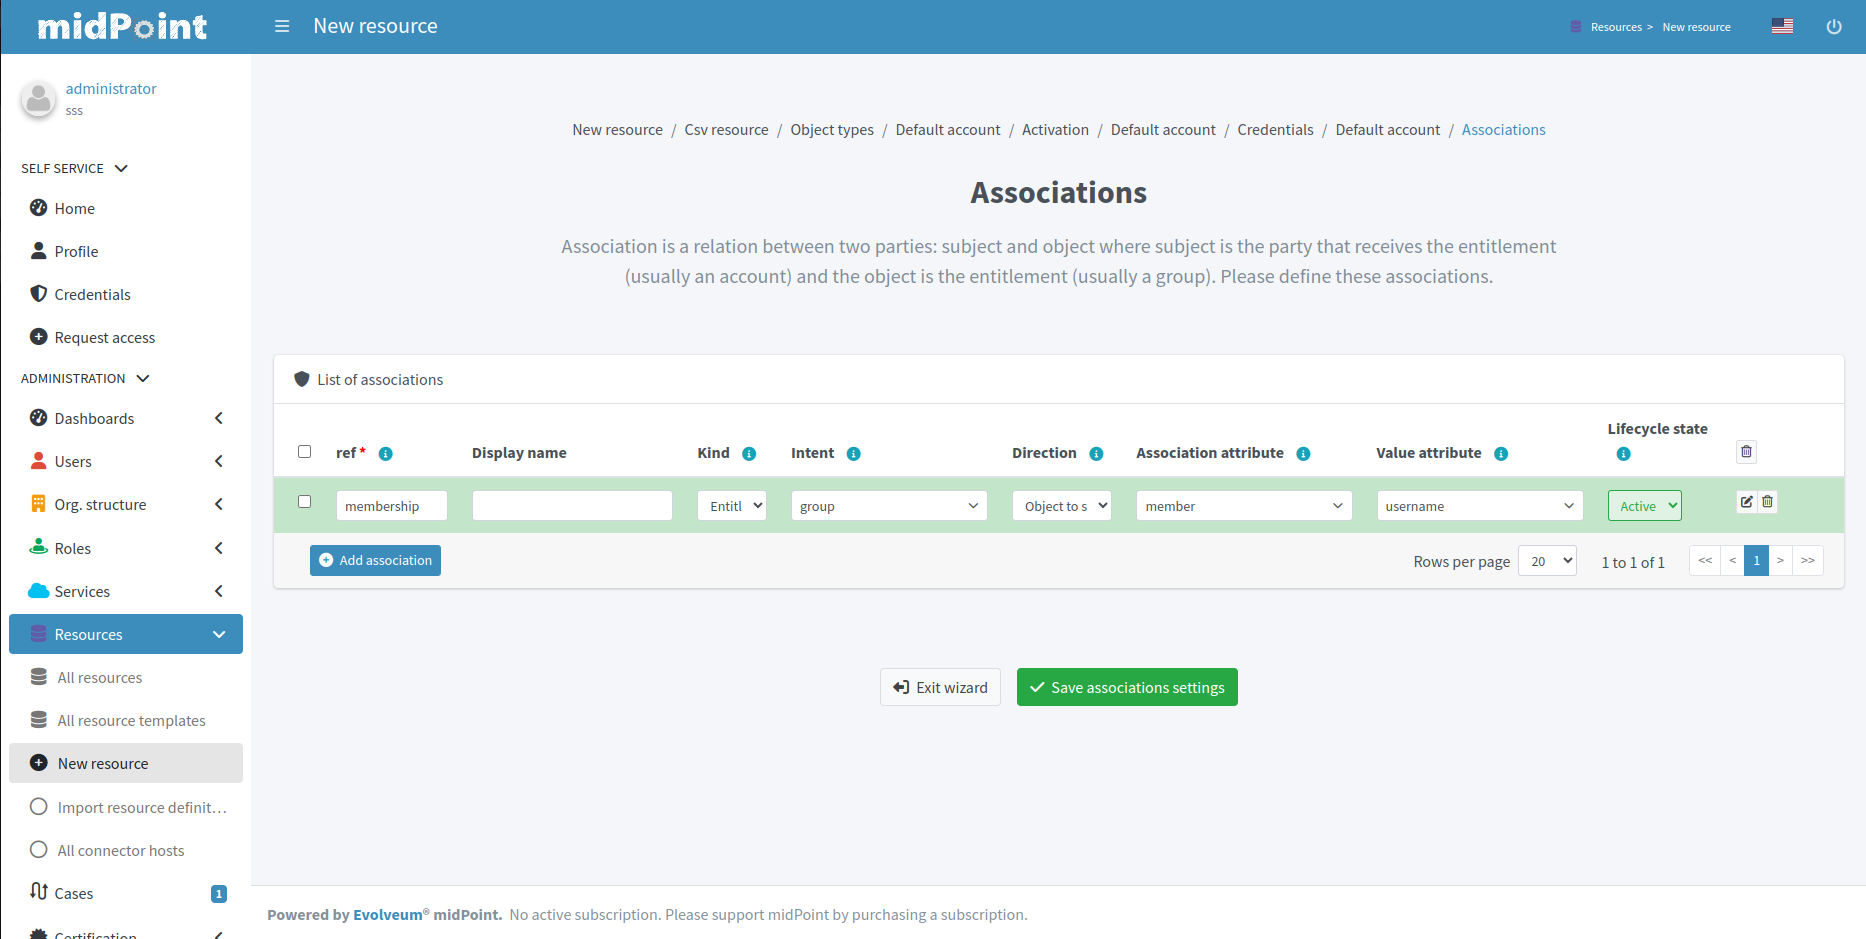 midPoint
New resource
Resources > New resource
administrator
sss
SELF SERVICE
Home
Profile
Credentials
Request access
ADMINISTRATION
Dashboards
Users
Org. structure
Roles
Services
Resources
All resources
All resource templates
New resource
Import resource definit...
All connector hosts
Cases 1
Certification
New resource / Csv resource / Object types / Default account / Activation / Default account / Credentials / Default account / Associations
Associations
Association is a relation between two parties: subject and object where subject is the party that receives the entitlement
(usually an account) and the object is the entitlement (usually a group). Please define these associations.
List of associations
ref * Display name Kind Intent Direction Association attribute Value attribute Lifecycle state
membership Entitl group Object to s member username Active
Add association Rows per page 20 1 to 1 of 1 << < 1 > >>
Exit wizard Save associations settings
Powered by Evolveum® midPoint. No active subscription. Please support midPoint by purchasing a subscription.